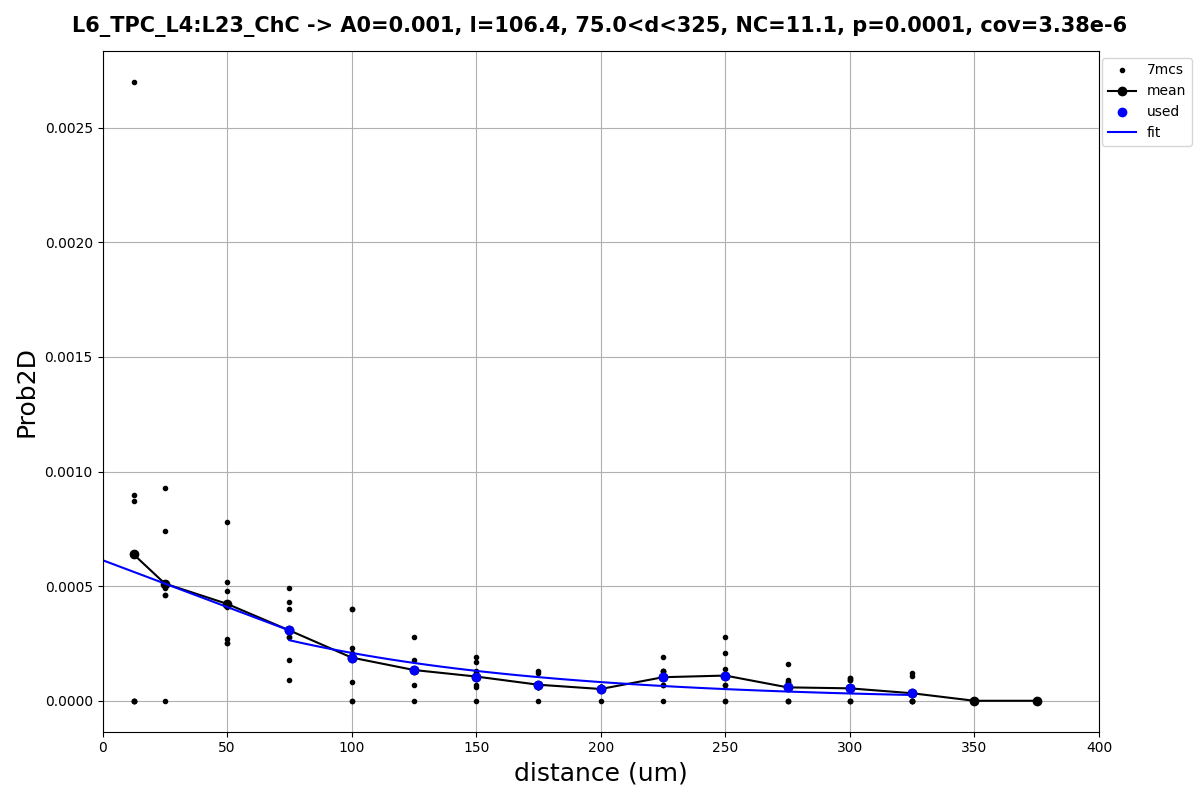 L6_TPC_L4:L23_ChC -> A0=0.001, l=106.4, 75.0<d<325, NC=11.1, p=0.0001, cov=3.38e-6
7mcs
mean
used
fit
0.0025
0.0020
0.0015
0.0010
0.0005
0.0000
Prob2D
0 50 100 150 200 250 300 350 400
distance (um)